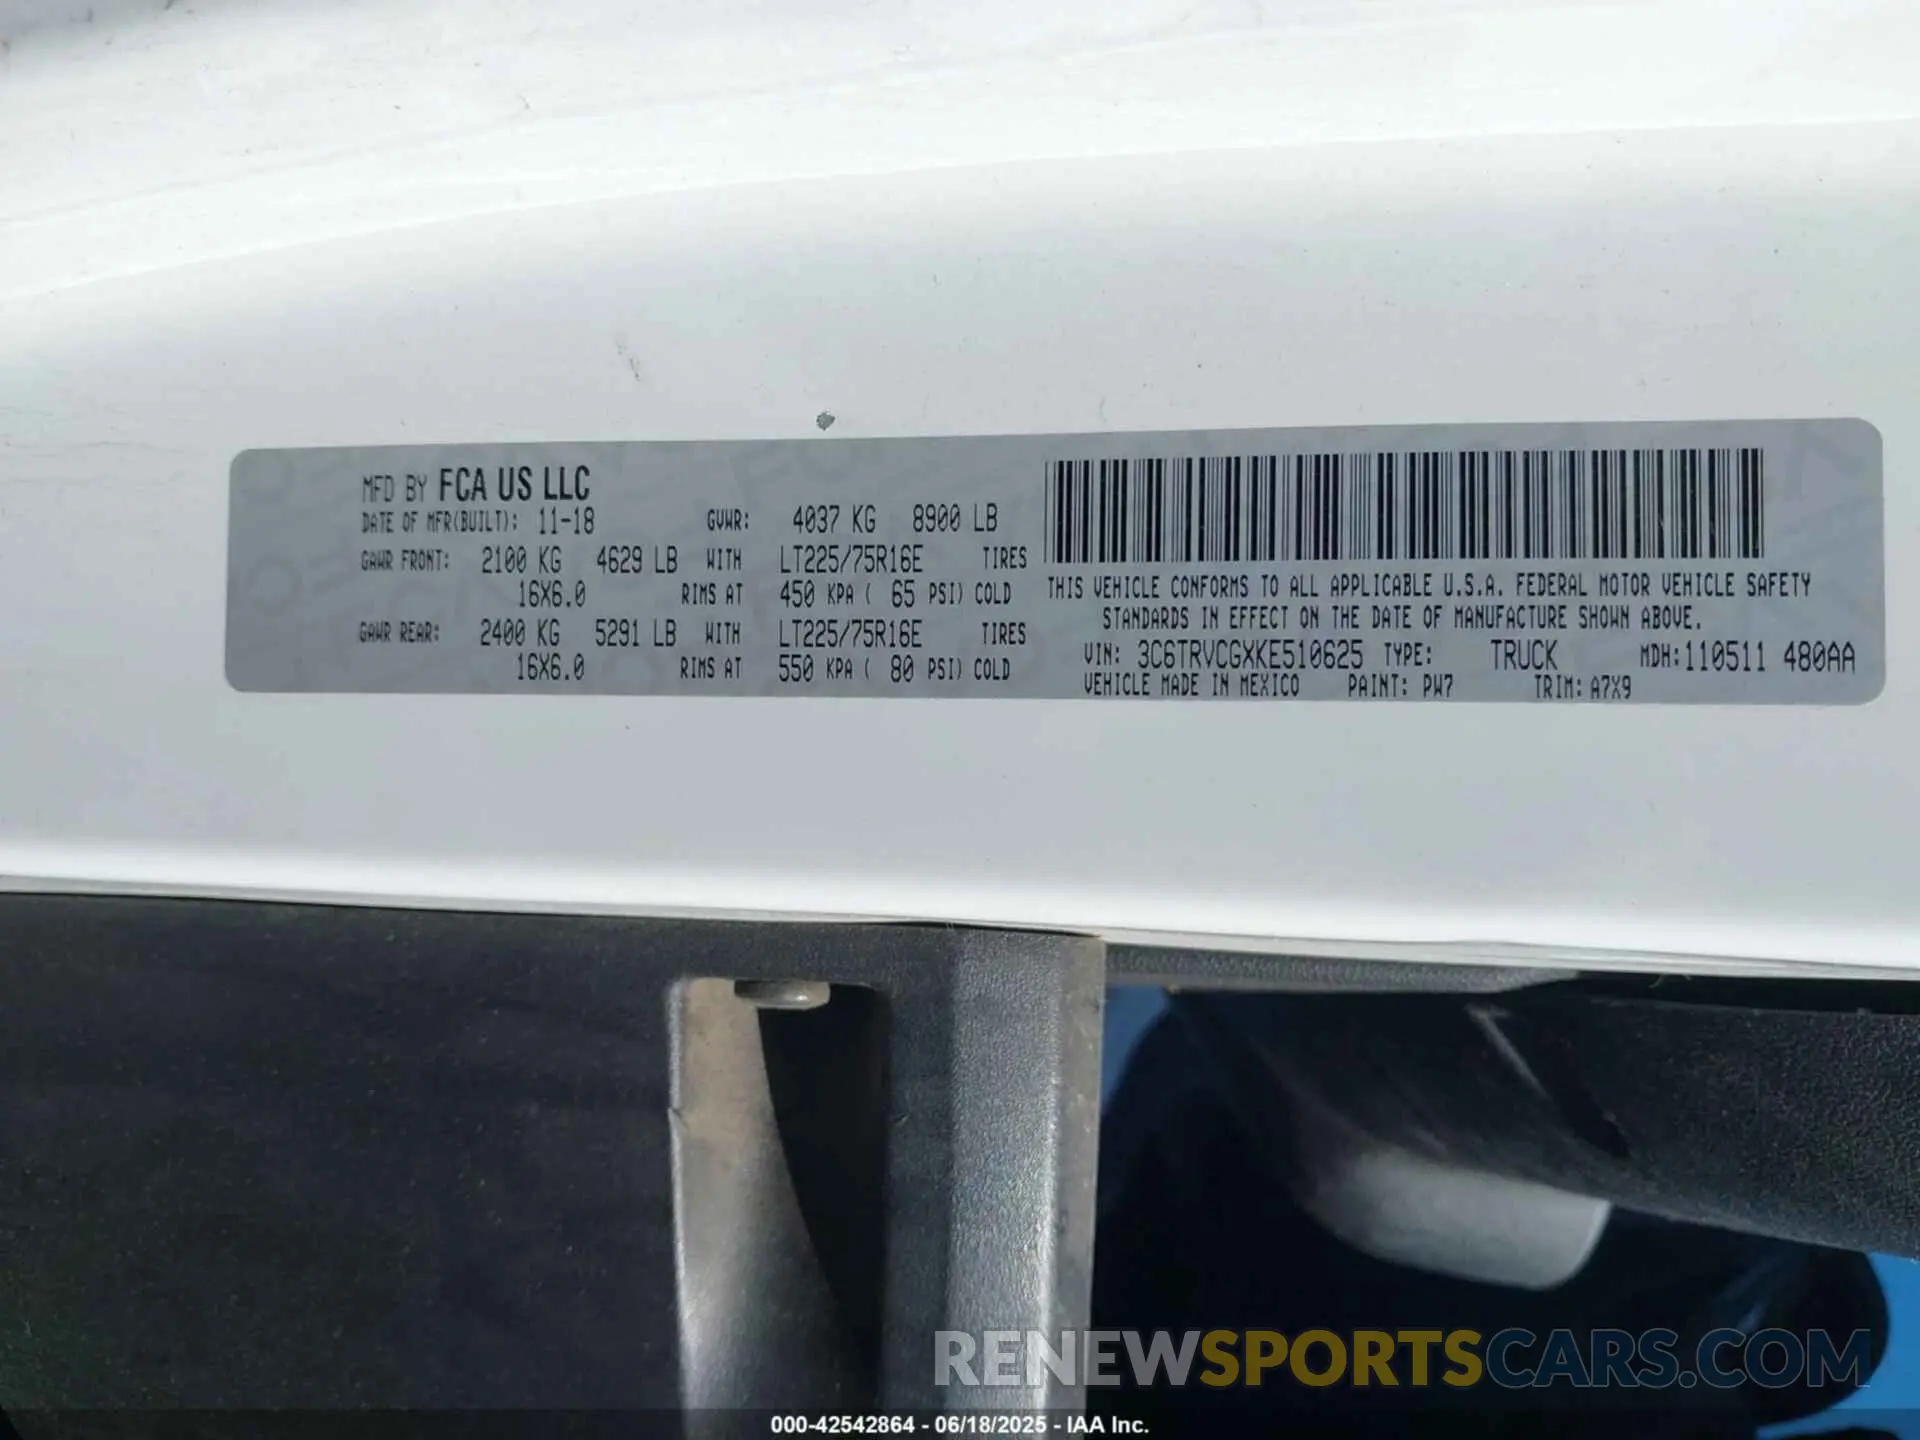 MFD BY FCA US LLC
DATE OF MFR(BUILT): 11-18 GVWR: 4037 KG 8900 LB
GAWR FRONT: 2100 KG 4629 LB WITH LT225/75R16E TIRES
16X6.0 RIMS AT 450 KPA ( 65 PSI) COLD
GAWR REAR: 2400 KG 5291 LB WITH LT225/75R16E TIRES
16X6.0 RIMS AT 550 KPA ( 80 PSI) COLD
THIS VEHICLE CONFORMS TO ALL APPLICABLE U.S.A. FEDERAL MOTOR VEHICLE SAFETY
STANDARDS IN EFFECT ON THE DATE OF MANUFACTURE SHOWN ABOVE.
VIN: 3C6TRVCGXKE510625 TYPE: TRUCK MDH:110511 480AA
VEHICLE MADE IN MEXICO PAINT: PW7 TRIM: A7X9
RENEWSPORTSCARS.COM
000-42542864 - 06/18/2025 - IAA Inc.